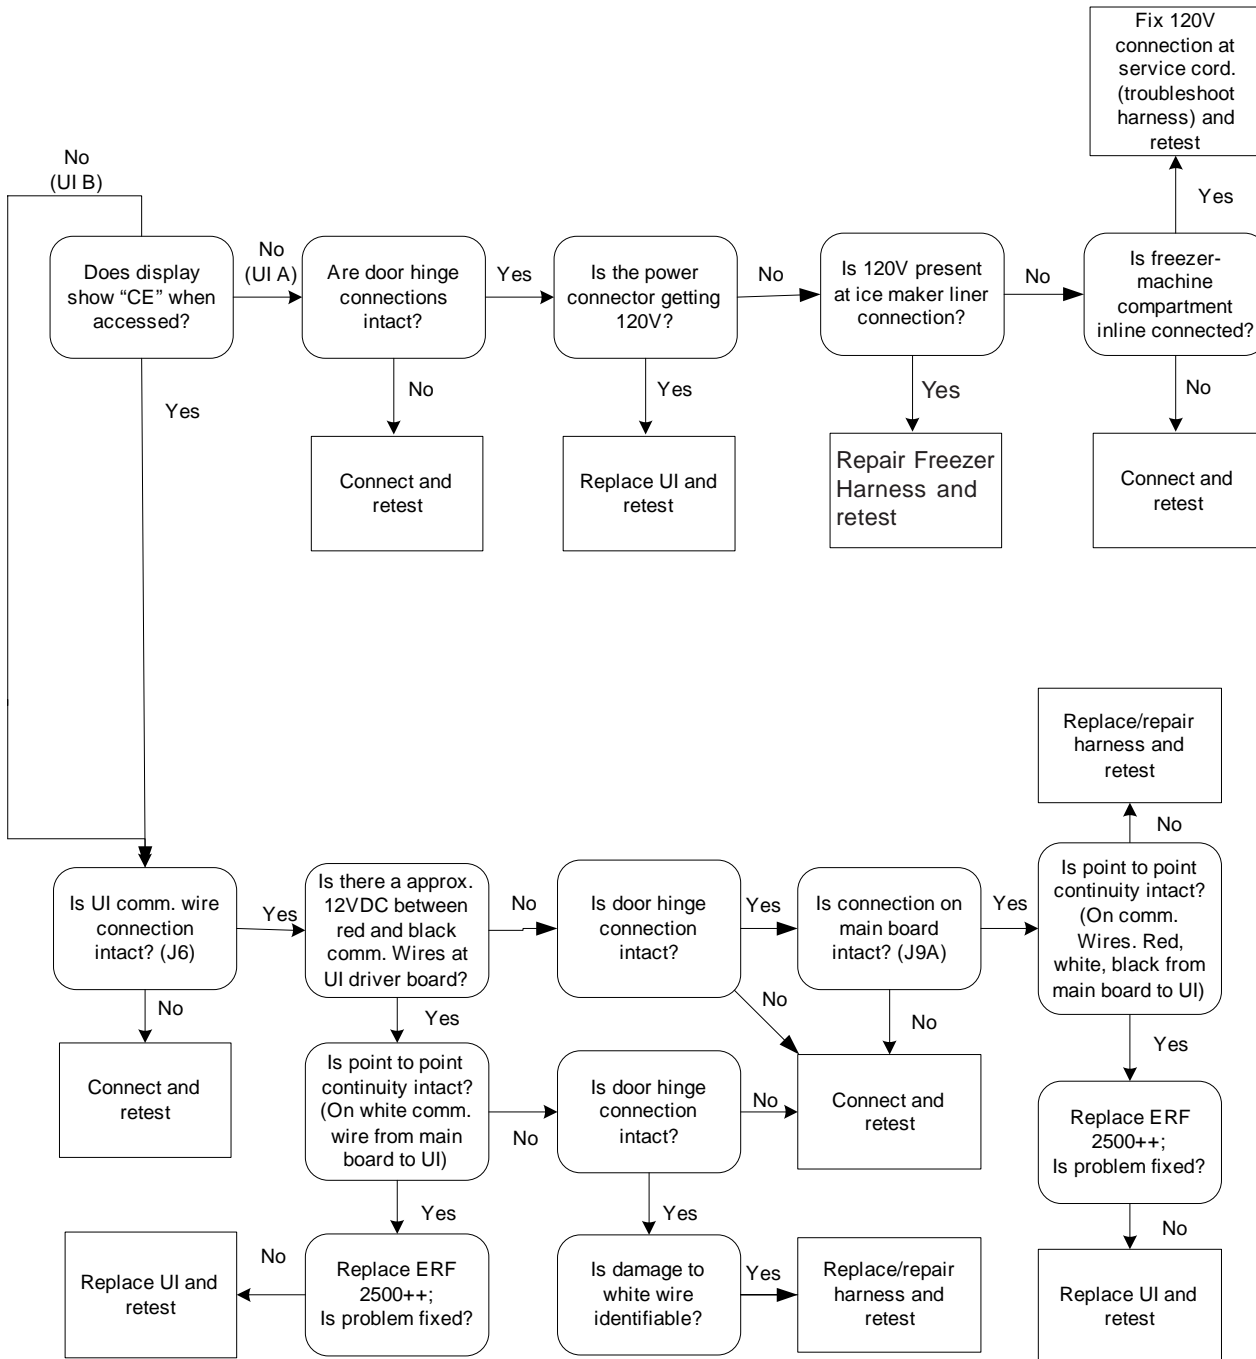 Fix 120V
connection at
service cord.
(troubleshoot
harness) and
retest
No
(UI B)
Yes
Does display
show “CE” when
accessed?
No
(UI A)
Are door hinge
connections
intact?
Yes
Is the power
connector getting
120V?
No
Is 120V present
at ice maker liner
connection?
No
Is freezer-
machine
compartment
inline connected?
Yes
No
Yes
Yes
No
Connect and
retest
Replace UI and
retest
Repair Freezer
Harness and
retest
Connect and
retest
Replace/repair
harness and
retest
No
Is UI comm. wire
connection
intact? (J6)
Yes
Is there a approx.
12VDC between
red and black
comm. Wires at
UI driver board?
No
Is door hinge
connection
intact?
Yes
Is connection on
main board
intact? (J9A)
Yes
Is point to point
continuity intact?
(On comm.
Wires. Red,
white, black from
main board to UI)
No
Yes
No
No
Yes
Connect and
retest
Is point to point
continuity intact?
(On white comm.
wire from main
board to UI)
No
Is door hinge
connection
intact?
No
Connect and
retest
Replace ERF
2500++;
Is problem fixed?
Yes
Yes
No
Replace UI and
retest
No
Replace ERF
2500++;
Is problem fixed?
Is damage to
white wire
identifiable?
Yes
Replace/repair
harness and
retest
Replace UI and
retest